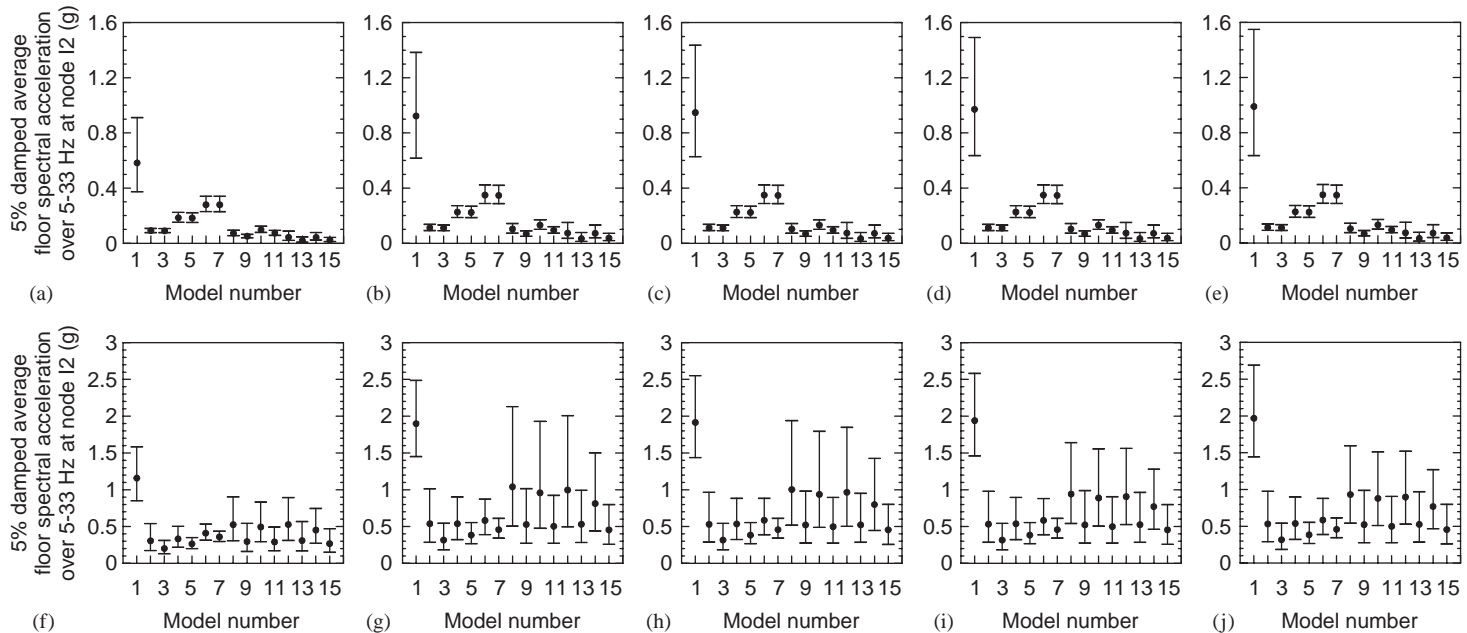 5% damped average
floor spectral acceleration
over 5-33 Hz at node I2 (g)
1.6
1.2
0.8
0.4
0
1 3 5 7 9 11 13 15
(a) Model number
1.6
1.2
0.8
0.4
0
1 3 5 7 9 11 13 15
(b) Model number
1.6
1.2
0.8
0.4
0
1 3 5 7 9 11 13 15
(c) Model number
1.6
1.2
0.8
0.4
0
1 3 5 7 9 11 13 15
(d) Model number
1.6
1.2
0.8
0.4
0
1 3 5 7 9 11 13 15
(e) Model number
5% damped average
floor spectral acceleration
over 5-33 Hz at node I2 (g)
3
2.5
2
1.5
1
0.5
0
1 3 5 7 9 11 13 15
(f) Model number
3
2.5
2
1.5
1
0.5
0
1 3 5 7 9 11 13 15
(g) Model number
3
2.5
2
1.5
1
0.5
0
1 3 5 7 9 11 13 15
(h) Model number
3
2.5
2
1.5
1
0.5
0
1 3 5 7 9 11 13 15
(i) Model number
3
2.5
2
1.5
1
0.5
0
1 3 5 7 9 11 13 15
(j) Model number